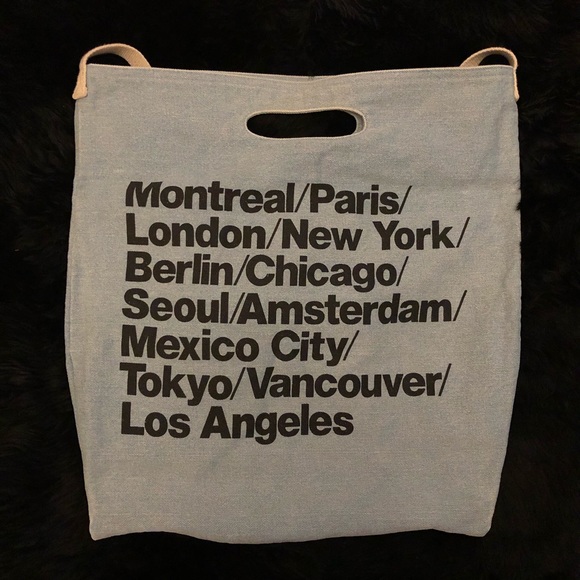 Montreal/Paris/
London/New York/
Berlin/Chicago/
Seoul/Amsterdam/
Mexico City/
Tokyo/Vancouver/
Los Angeles